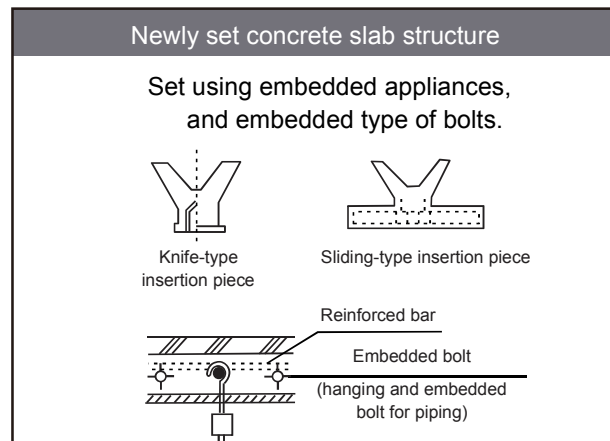 Newly set concrete slab structure
Set using embedded appliances,
and embedded type of bolts.
Knife-type
insertion piece
Sliding-type insertion piece
Reinforced bar
Embedded bolt
(hanging and embedded
bolt for piping)